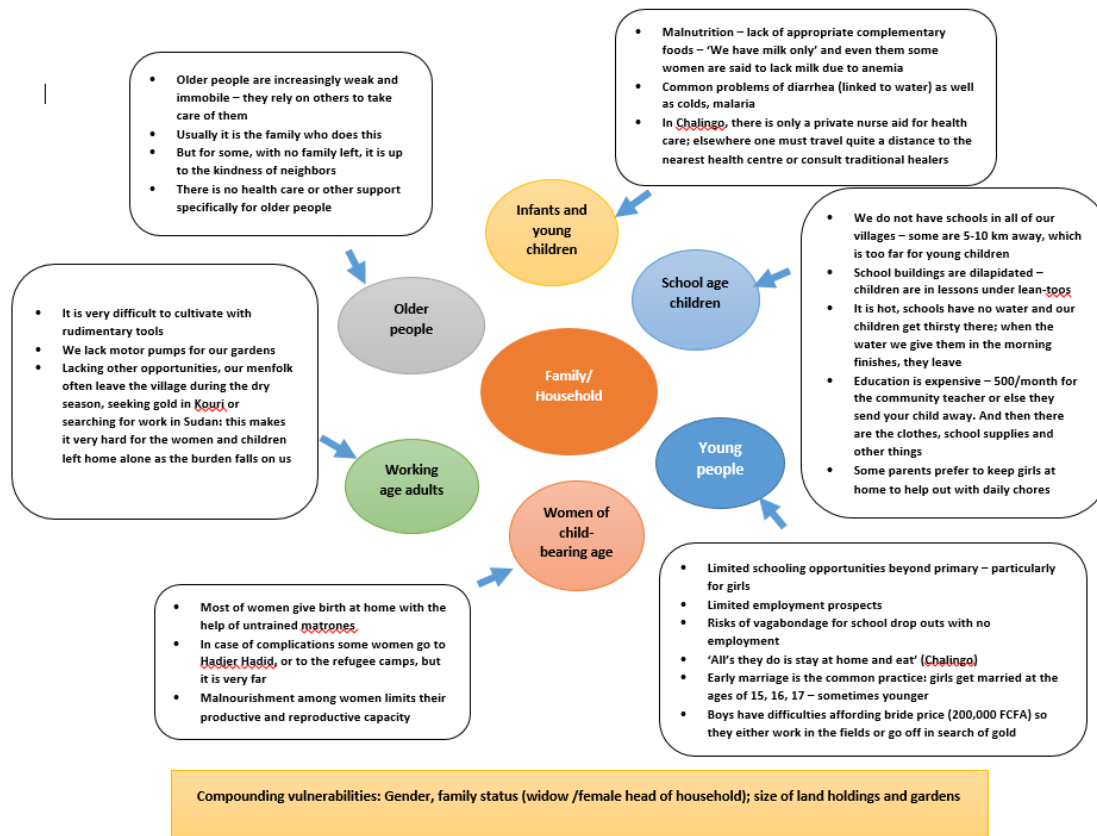 • Older people are increasingly weak and
immobile – they rely on others to take
care of them
• Usually it is the family who does this
• But for some, with no family left, it is up
to the kindness of neighbors
• There is no health care or other support
specifically for older people
• Malnutrition – lack of appropriate complementary
foods – ‘We have milk only’ and even them some
women are said to lack milk due to anemia
• Common problems of diarrhea (linked to water) as well
as colds, malaria
• In Chalingo, there is only a private nurse aid for health
care; elsewhere one must travel quite a distance to the
nearest health centre or consult traditional healers
Infants and
young
children
• We do not have schools in all of our
villages – some are 5-10 km away, which
is too far for young children
• School buildings are dilapidated –
children are in lessons under lean-toos
• It is hot, schools have no water and our
children get thirsty there; when the
water we give them in the morning
finishes, they leave
• Education is expensive – 500/month for
the community teacher or else they
send your child away. And then there
are the clothes, school supplies and
other things
• Some parents prefer to keep girls at
home to help out with daily chores
School age
children
Older
people
• It is very difficult to cultivate with
rudimentary tools
• We lack motor pumps for our gardens
• Lacking other opportunities, our menfolk
often leave the village during the dry
season, seeking gold in Kouri or
searching for work in Sudan: this makes
it very hard for the women and children
left home alone as the burden falls on us
Family/
Household
Young
people
Working
age adults
Women of
child-
bearing age
• Most of women give birth at home with the
help of untrained matrones
• In case of complications some women go to
Hadjer Hadid, or to the refugee camps, but
it is very far
• Malnourishment among women limits their
productive and reproductive capacity
• Limited schooling opportunities beyond primary – particularly
for girls
• Limited employment prospects
• Risks of vagabondage for school drop outs with no
employment
• ‘All’s they do is stay at home and eat’ (Chalingo)
• Early marriage is the common practice: girls get married at the
ages of 15, 16, 17 – sometimes younger
• Boys have difficulties affording bride price (200,000 FCFA) so
they either work in the fields or go off in search of gold
Compounding vulnerabilities: Gender, family status (widow /female head of household); size of land holdings and gardens